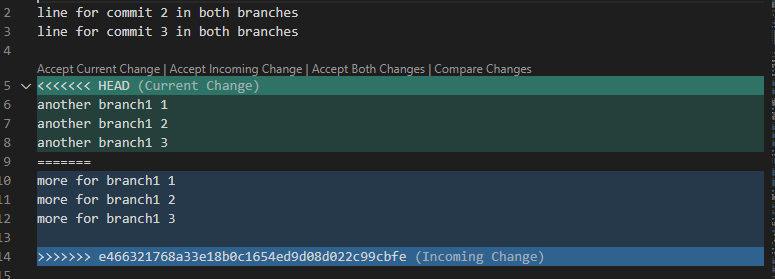 2 line for commit 2 in both branches
3 line for commit 3 in both branches
4
Accept Current Change | Accept Incoming Change | Accept Both Changes | Compare Changes
5 <<<<<<< HEAD (Current Change)
6 another branch1 1
7 another branch1 2
8 another branch1 3
9 =======
10 more for branch1 1
11 more for branch1 2
12 more for branch1 3
13
14 >>>>>>> e466321768a33e18b0c1654ed9d08d022c99cbfe (Incoming Change)
15